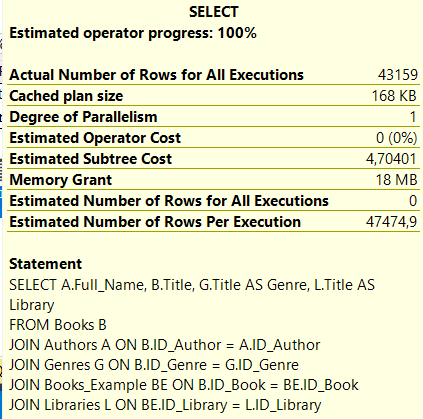 SELECT
Estimated operator progress: 100%
Actual Number of Rows for All Executions 43159
Cached plan size 168 KB
Degree of Parallelism 1
Estimated Operator Cost 0 (0%)
Estimated Subtree Cost 4,70401
Memory Grant 18 MB
Estimated Number of Rows for All Executions 0
Estimated Number of Rows Per Execution 47474,9
Statement
SELECT A.Full_Name, B.Title, G.Title AS Genre, L.Title AS
Library
FROM Books B
JOIN Authors A ON B.ID_Author = A.ID_Author
JOIN Genres G ON B.ID_Genre = G.ID_Genre
JOIN Books_Example BE ON B.ID_Book = BE.ID_Book
JOIN Libraries L ON BE.ID_Library = L.ID_Library